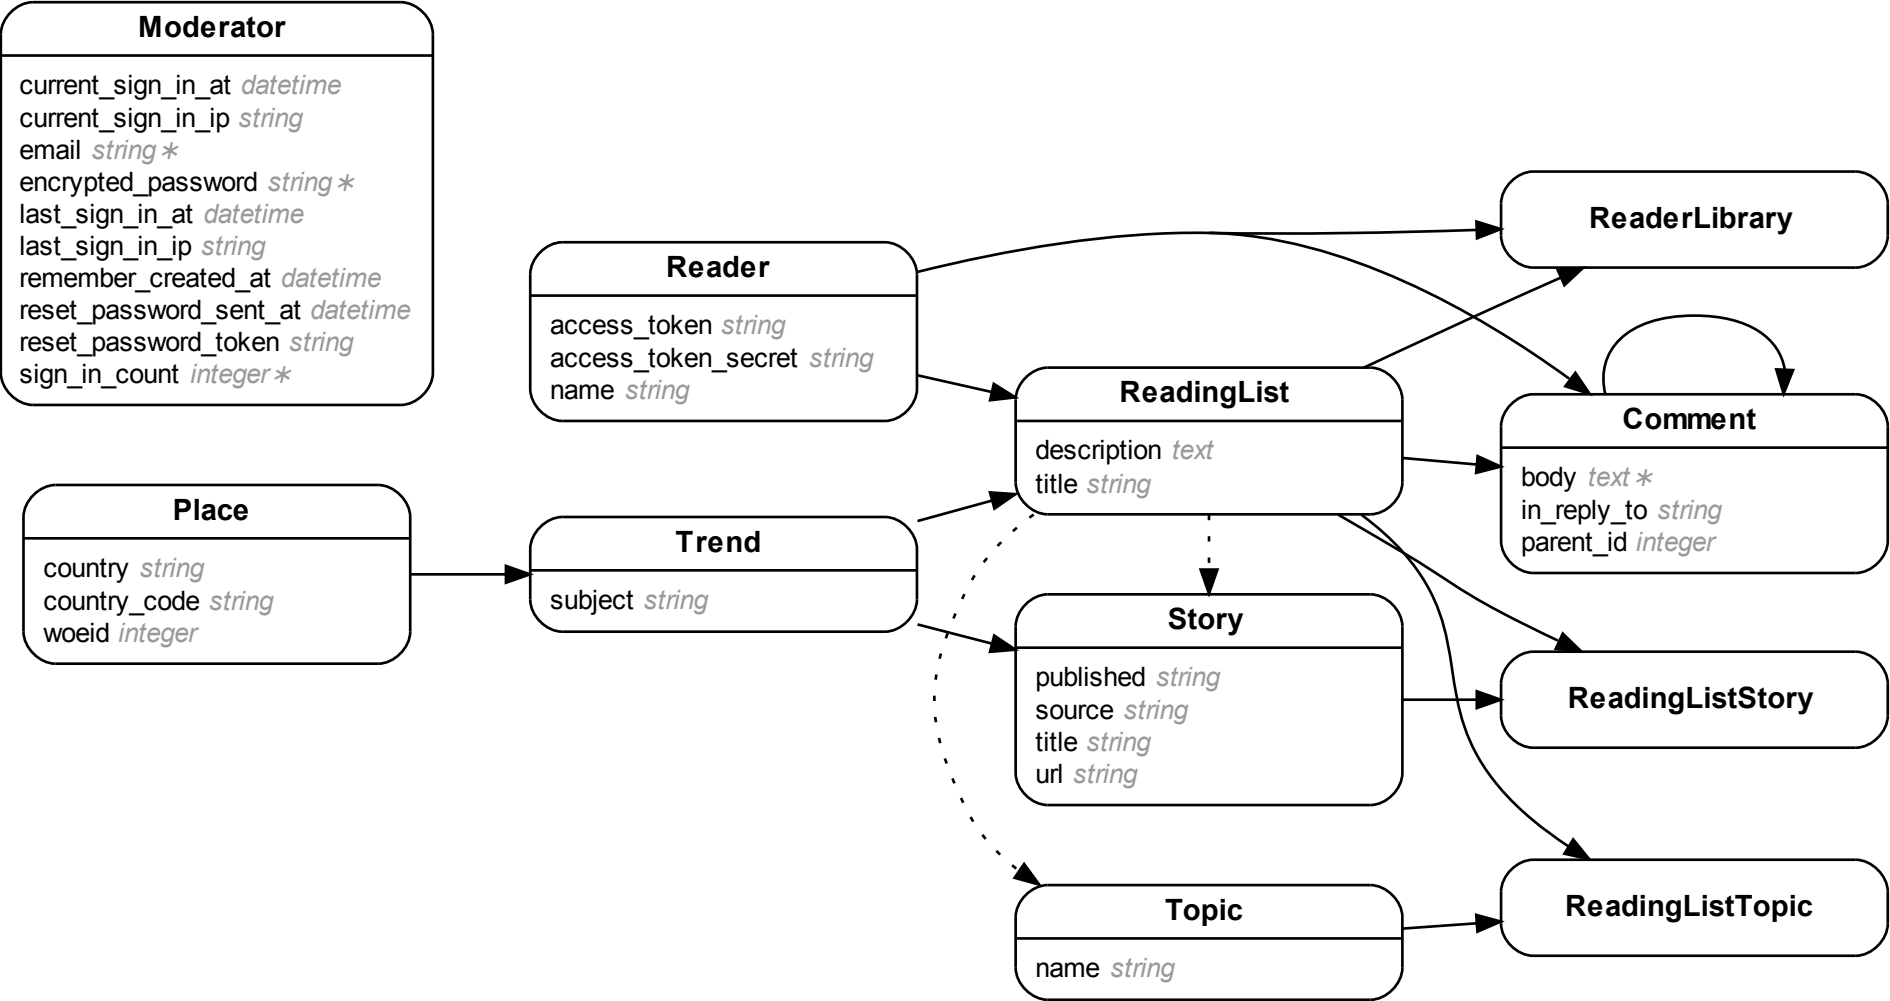 Moderator
current_sign_in_at datetime
current_sign_in_ip string
email string∗
encrypted_password string∗
last_sign_in_at datetime
last_sign_in_ip string
remember_created_at datetime
reset_password_sent_at datetime
reset_password_token string
sign_in_count integer∗
Place
country string
country_code string
woeid integer
Reader
access_token string
access_token_secret string
name string
Trend
subject string
ReadingList
description text
title string
Story
published string
source string
title string
url string
Topic
name string
ReaderLibrary
Comment
body text∗
in_reply_to string
parent_id integer
ReadingListStory
ReadingListTopic